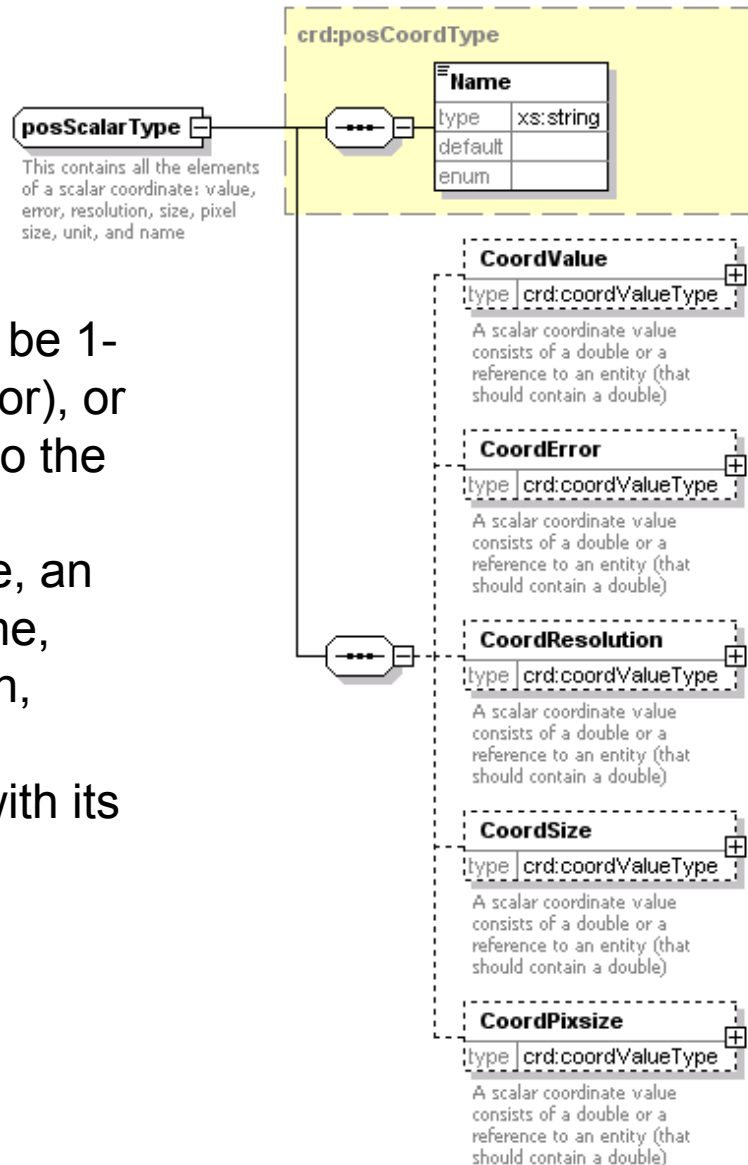 crd:posCoordType
Name
type xs:string
default
enum
posScalarType
This contains all the elements
of a scalar coordinate: value,
error, resolution, size, pixel
size, unit, and name
be 1-
or), or
o the
e, an
ne,
n,
with its
CoordValue
type crd:coordValueType
A scalar coordinate value
consists of a double or a
reference to an entity (that
should contain a double)
CoordError
type crd:coordValueType
A scalar coordinate value
consists of a double or a
reference to an entity (that
should contain a double)
CoordResolution
type crd:coordValueType
A scalar coordinate value
consists of a double or a
reference to an entity (that
should contain a double)
CoordSize
type crd:coordValueType
A scalar coordinate value
consists of a double or a
reference to an entity (that
should contain a double)
CoordPixsize
type crd:coordValueType
A scalar coordinate value
consists of a double or a
reference to an entity (that
should contain a double)